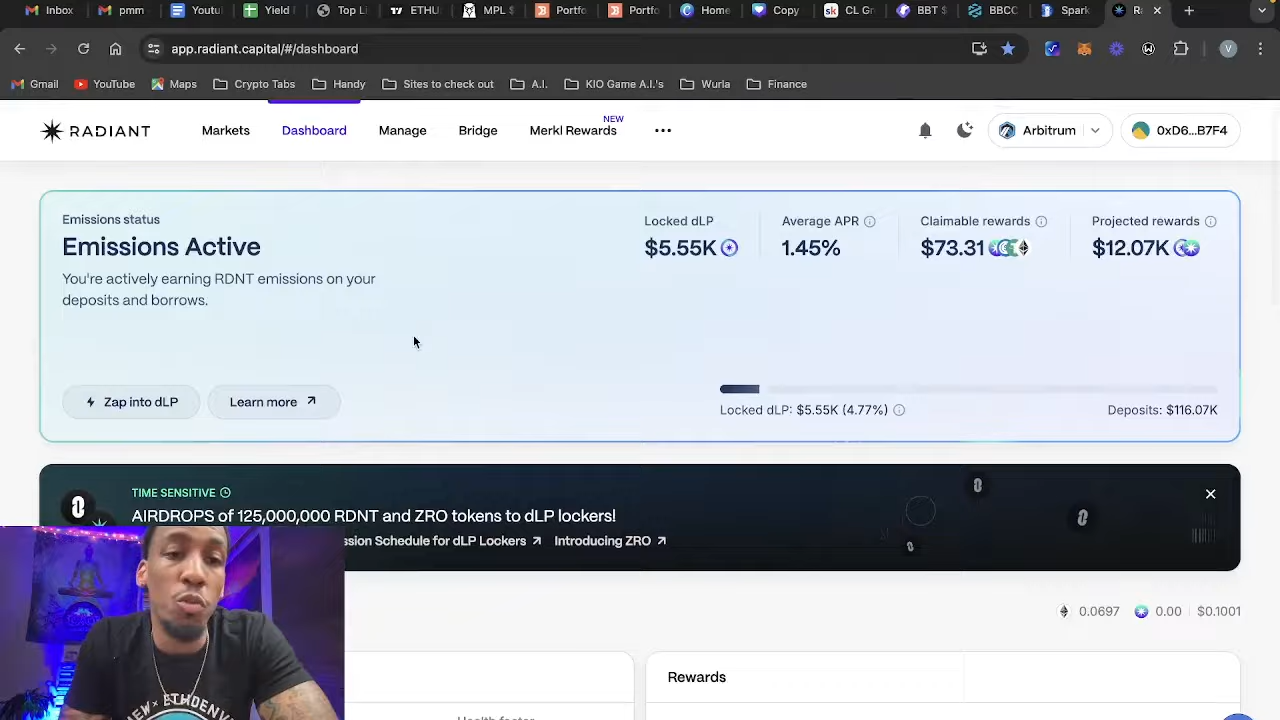 Inbox
pmm
Youtu
Yield F
Top Li
ETHU
MPL $
Portfo
Portfo
Home
Copy
CL Gr
BBT $
BBCC
Spark
R
app.radiant.capital/#/dashboard
V
Gmail
YouTube
Maps
Crypto Tabs
Handy
Sites to check out
A.I.
KIO Game A.I.'s
Wurla
Finance
RADIANT
Markets
Dashboard
Manage
Bridge
Merkl Rewards
NEW
Arbitrum
0xD6...B7F4
Emissions status
Emissions Active
You're actively earning RDNT emissions on your
deposits and borrows.
Locked dLP
$5.55K
Average APR
1.45%
Claimable rewards
$73.31
Projected rewards
$12.07K
Zap into dLP
Learn more
Locked dLP: $5.55K (4.77%)
Deposits: $116.07K
TIME SENSITIVE
AIRDROPS of 125,000,000 RDNT and ZRO tokens to dLP lockers!
ssion Schedule for dLP Lockers
Introducing ZRO
0.0697
0.00
$0.1001
Rewards
Health factor